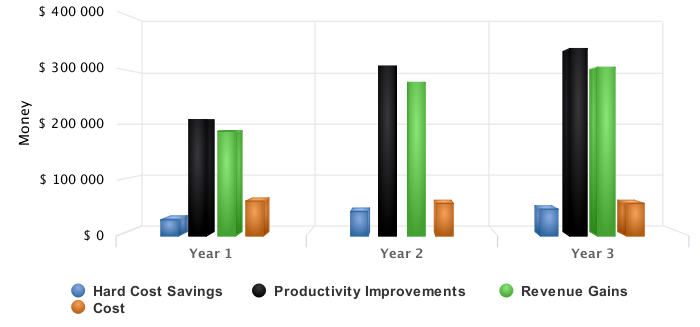 $ 400 000
$ 300 000
$ 200 000
$ 100 000
$ 0
Money
Year 1 Year 2 Year 3
Hard Cost Savings Productivity Improvements Revenue Gains
Cost